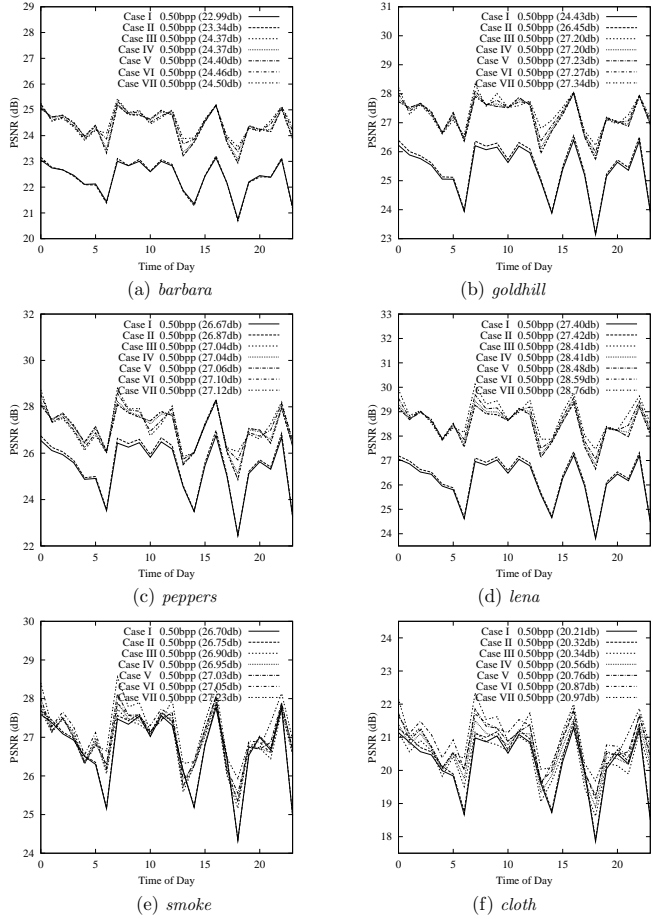 Case I 0.50bpp (22.99db)
Case II 0.50bpp (23.34db)
Case III 0.50bpp (24.37db)
Case IV 0.50bpp (24.37db)
Case V 0.50bpp (24.40db)
Case VI 0.50bpp (24.46db)
Case VII 0.50bpp (24.50db)
PSNR (dB)
28
27
26
25
24
23
22
21
20
0 5 10 15 20
Time of Day
(a) barbara
Case I 0.50bpp (24.43db)
Case II 0.50bpp (26.45db)
Case III 0.50bpp (27.20db)
Case IV 0.50bpp (27.20db)
Case V 0.50bpp (27.23db)
Case VI 0.50bpp (27.27db)
Case VII 0.50bpp (27.34db)
PSNR (dB)
31
30
29
28
27
26
25
24
23
0 5 10 15 20
Time of Day
(b) goldhill
Case I 0.50bpp (26.67db)
Case II 0.50bpp (26.87db)
Case III 0.50bpp (27.04db)
Case IV 0.50bpp (27.04db)
Case V 0.50bpp (27.06db)
Case VI 0.50bpp (27.10db)
Case VII 0.50bpp (27.12db)
PSNR (dB)
32
30
28
26
24
22
0 5 10 15 20
Time of Day
(c) peppers
Case I 0.50bpp (27.40db)
Case II 0.50bpp (27.42db)
Case III 0.50bpp (28.41db)
Case IV 0.50bpp (28.41db)
Case V 0.50bpp (28.48db)
Case VI 0.50bpp (28.59db)
Case VII 0.50bpp (28.76db)
PSNR (dB)
31
30
29
28
27
26
25
24
0 5 10 15 20
Time of Day
(d) lena
Case I 0.50bpp (26.70db)
Case II 0.50bpp (26.75db)
Case III 0.50bpp (26.90db)
Case IV 0.50bpp (26.95db)
Case V 0.50bpp (27.03db)
Case VI 0.50bpp (27.05db)
Case VII 0.50bpp (27.23db)
PSNR (dB)
30
29
28
27
26
25
24
0 5 10 15 20
Time of Day
(e) smoke
Case I 0.50bpp (20.21db)
Case II 0.50bpp (20.32db)
Case III 0.50bpp (20.34db)
Case IV 0.50bpp (20.56db)
Case V 0.50bpp (20.76db)
Case VI 0.50bpp (20.87db)
Case VII 0.50bpp (20.97db)
PSNR (dB)
24
23
22
21
20
19
18
0 5 10 15 20
Time of Day
(f) cloth